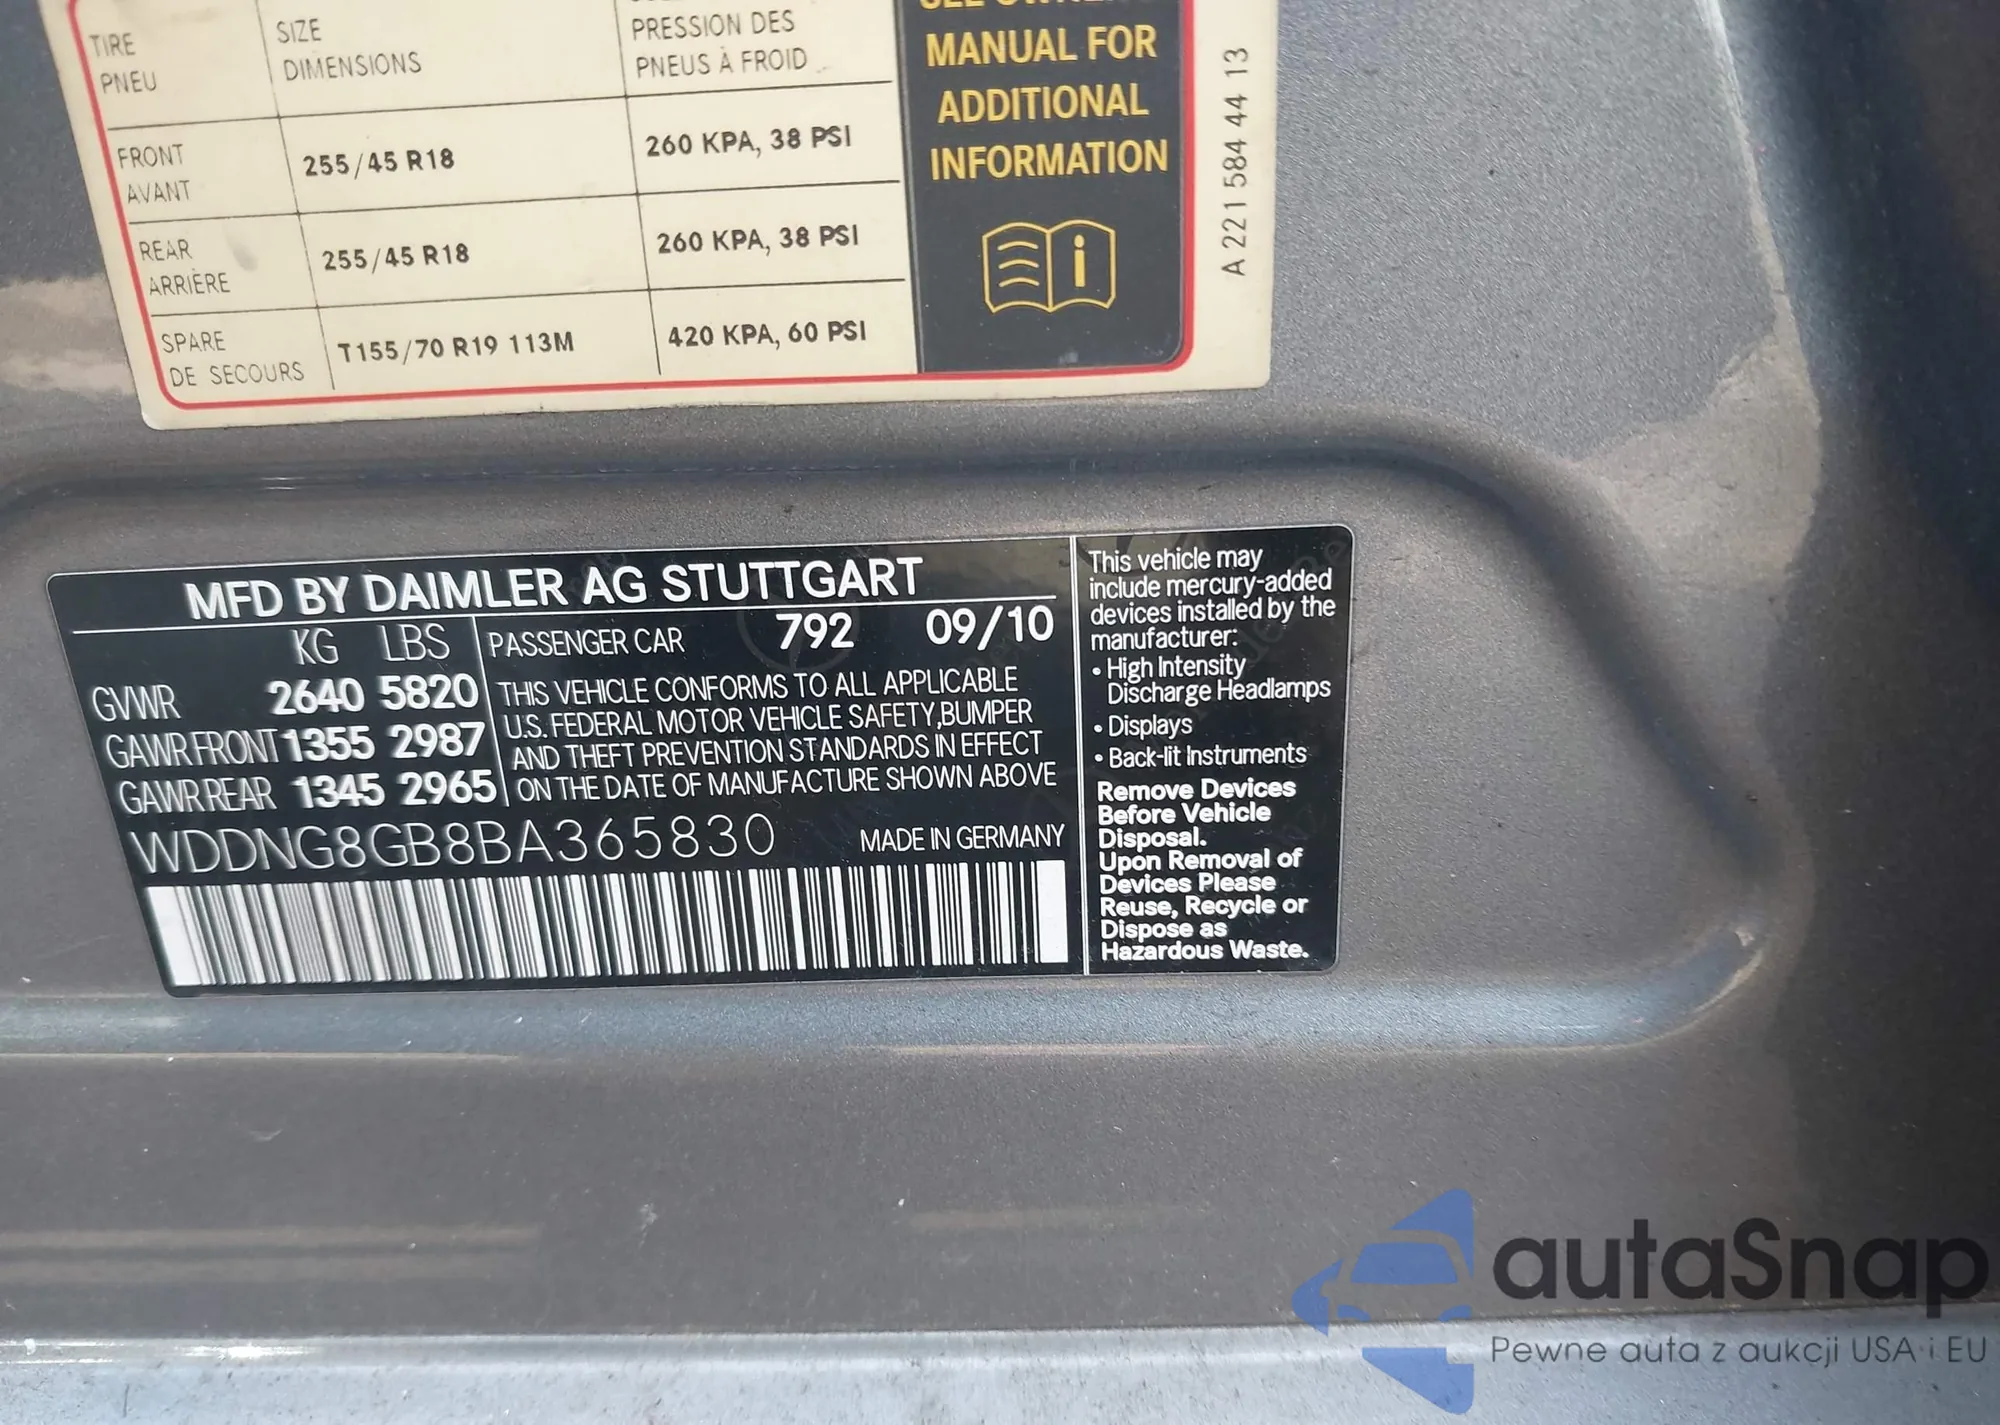 TIRE
PNEU
SIZE
DIMENSIONS
PRESSION DES
PNEUS À FROID
FRONT
AVANT
255/45 R18
260 KPA, 38 PSI
REAR
ARRIÈRE
255/45 R18
260 KPA, 38 PSI
SPARE
DE SECOURS
T155/70 R19 113M
420 KPA, 60 PSI
MANUAL FOR
ADDITIONAL
INFORMATION
A 221 584 44 13
MFD BY DAIMLER AG STUTTGART
KG LBS
PASSENGER CAR 792 09/10
GVWR 2640 5820
GAWR FRONT 1355 2987
GAWR REAR 1345 2965
THIS VEHICLE CONFORMS TO ALL APPLICABLE
U.S. FEDERAL MOTOR VEHICLE SAFETY, BUMPER
AND THEFT PREVENTION STANDARDS IN EFFECT
ON THE DATE OF MANUFACTURE SHOWN ABOVE
WDDNG8GB8BA365830
MADE IN GERMANY
This vehicle may
include mercury-added
devices installed by the
manufacturer:
• High Intensity
Discharge Headlamps
• Displays
• Back-lit Instruments
Remove Devices
Before Vehicle
Disposal.
Upon Removal of
Devices Please
Reuse, Recycle or
Dispose as
Hazardous Waste.
autaSnap
Pewne auta z aukcji USA i EU